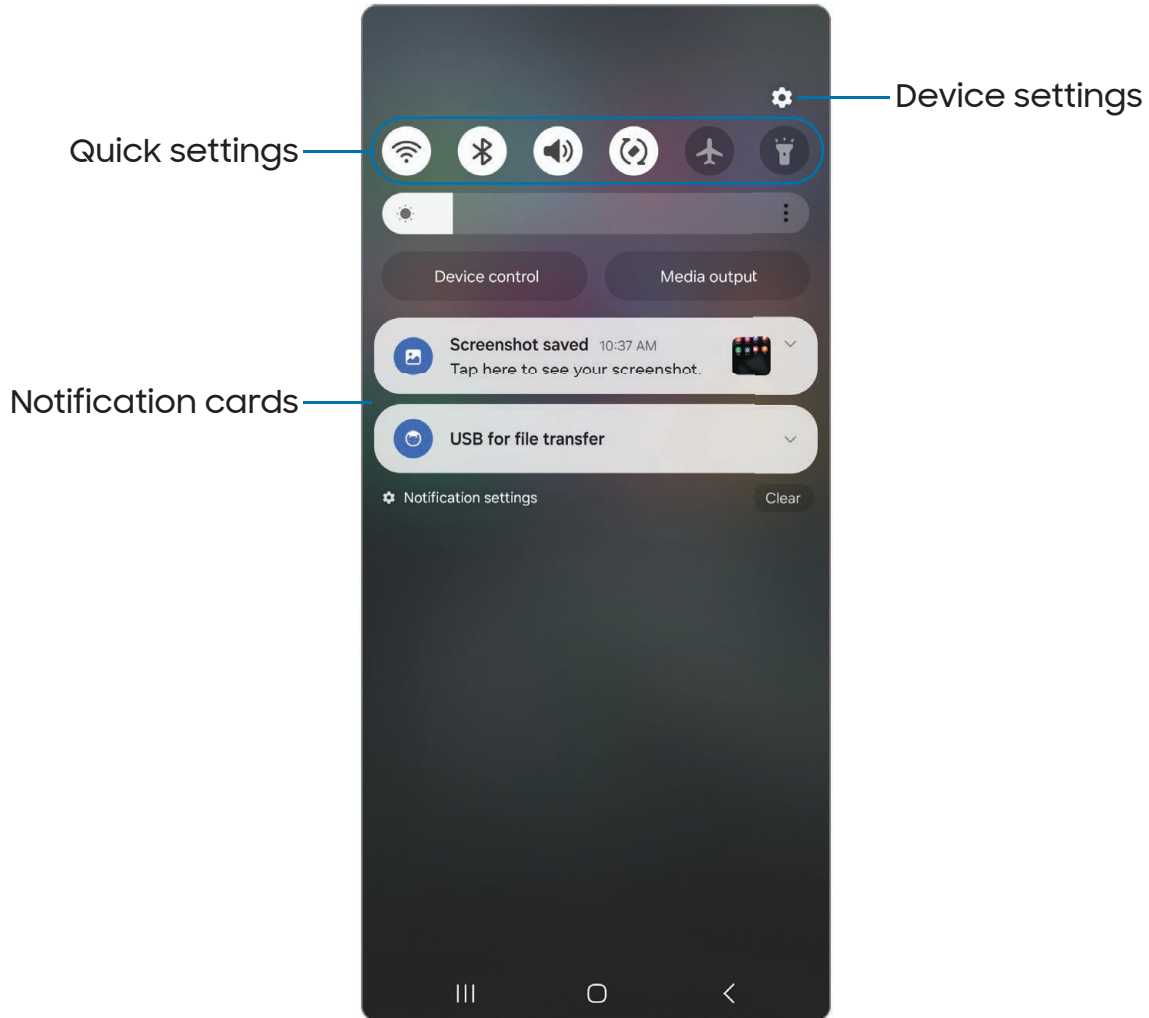 Device settings
Quick settings
Device control
Media output
Screenshot saved 10:37 AM
Tap here to see your screenshot.
Notification cards
USB for file transfer
Notification settings
Clear